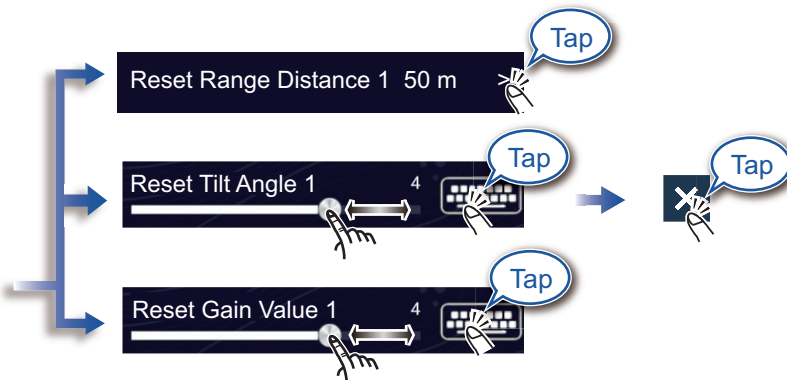 Tap
Reset Range Distance 1 50 m
Tap
Reset Tilt Angle 1 4
Tap
Tap
Reset Gain Value 1 4